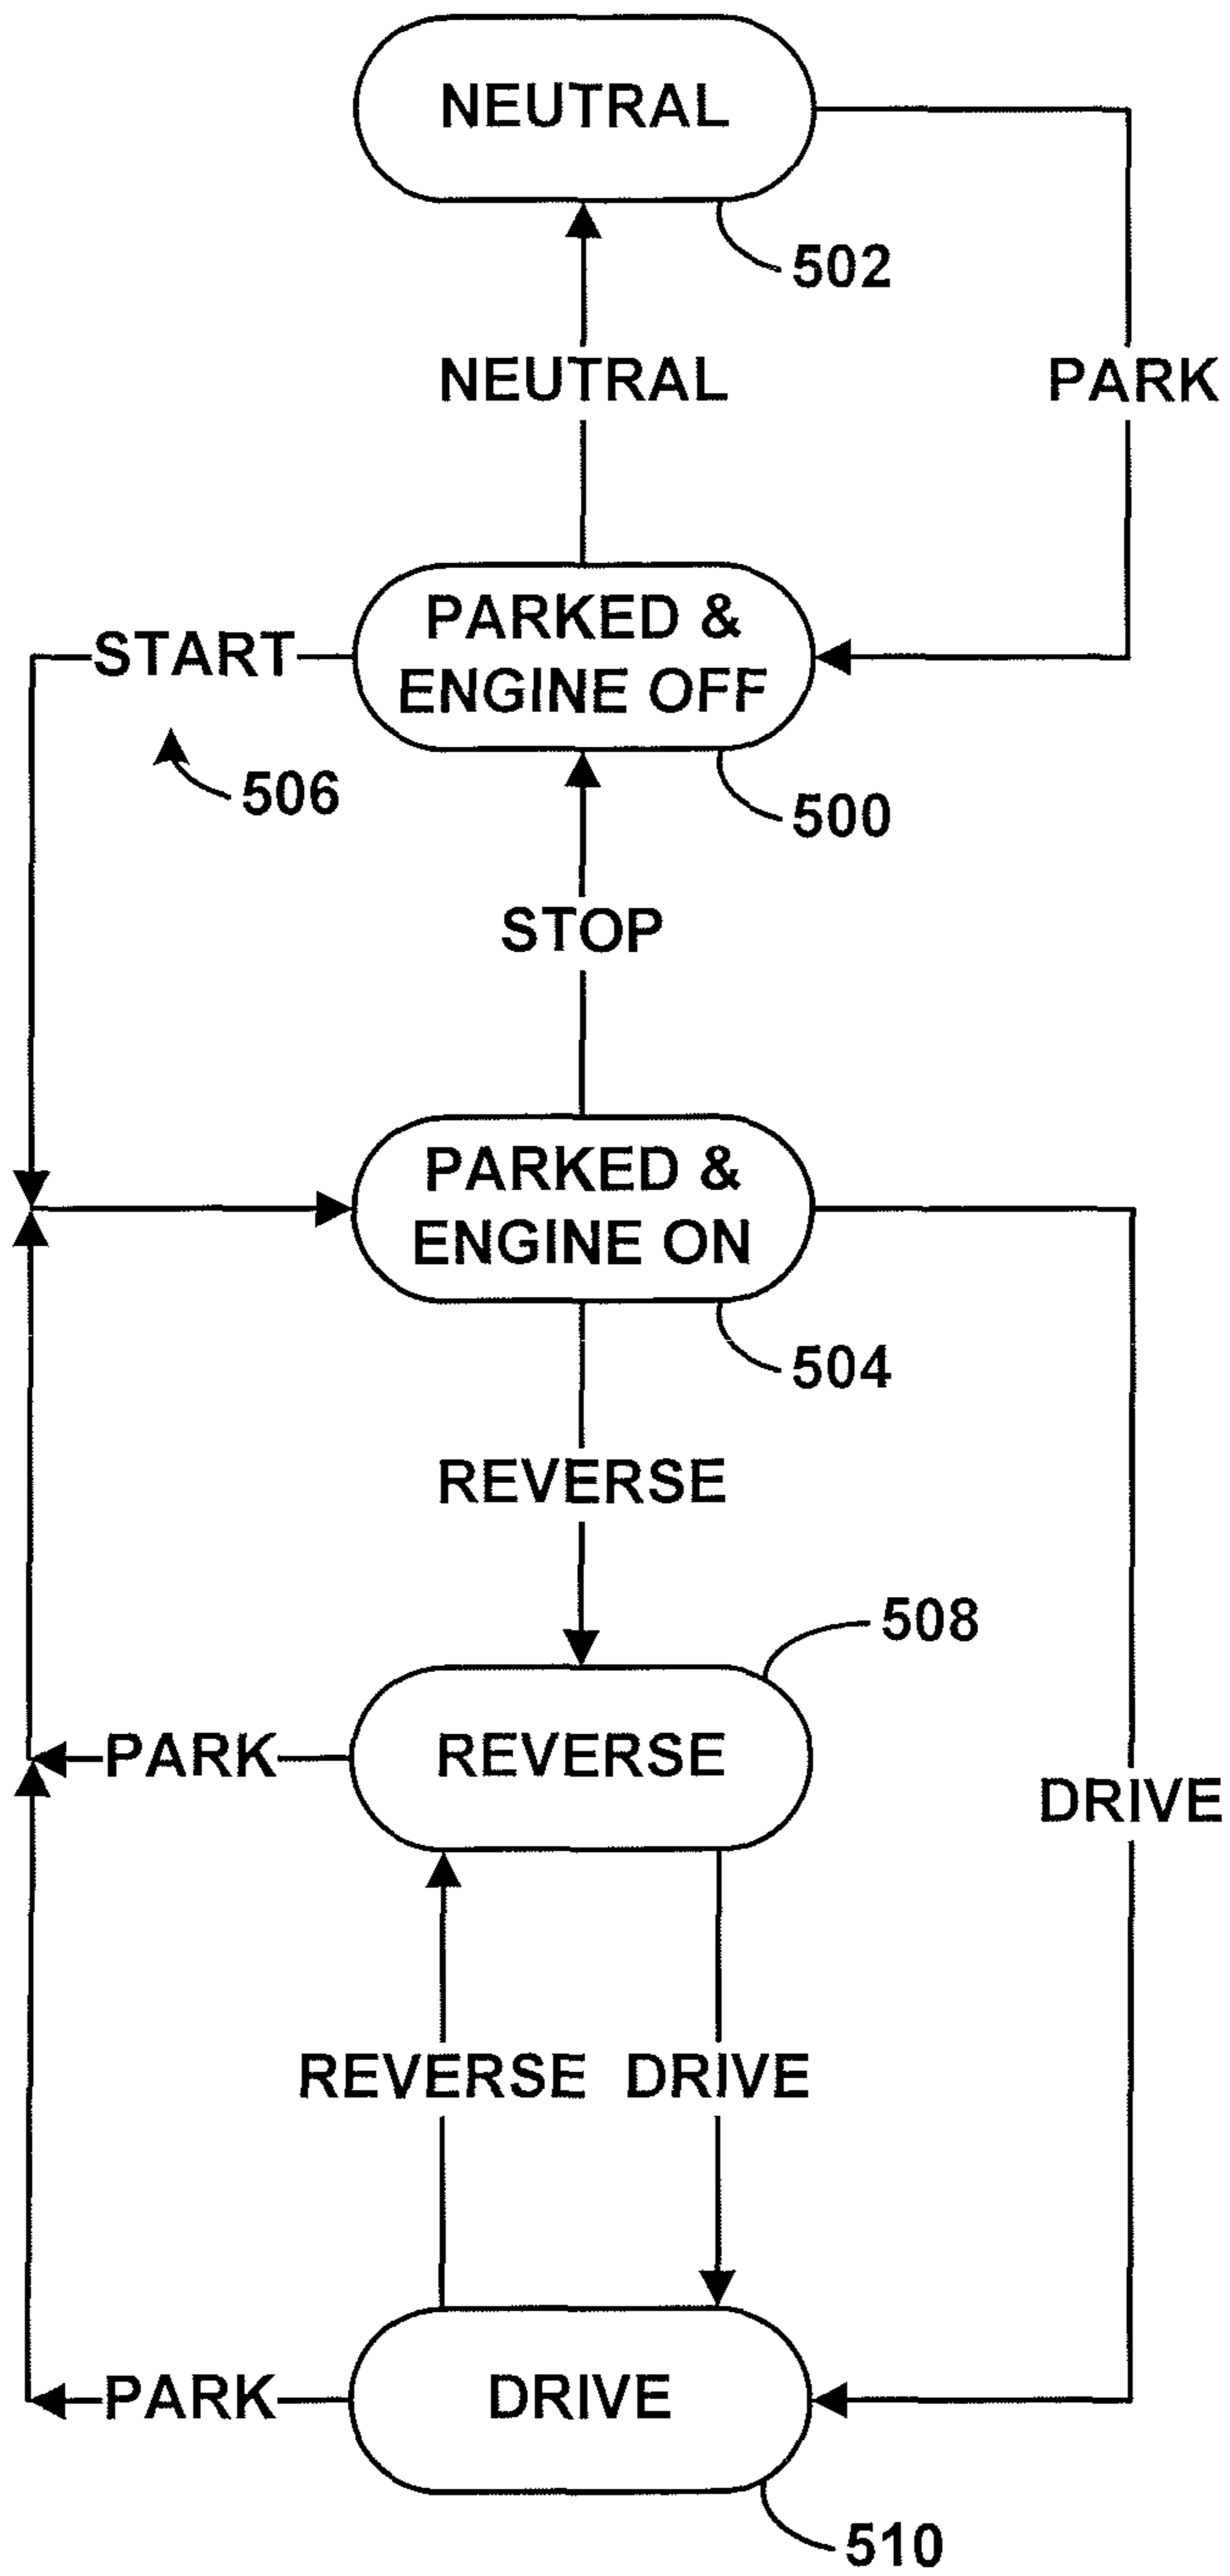 NEUTRAL
502
NEUTRAL
PARK
PARKED &
ENGINE OFF
START
506
500
STOP
PARKED &
ENGINE ON
504
REVERSE
508
REVERSE
PARK
DRIVE
REVERSE
DRIVE
DRIVE
PARK
510